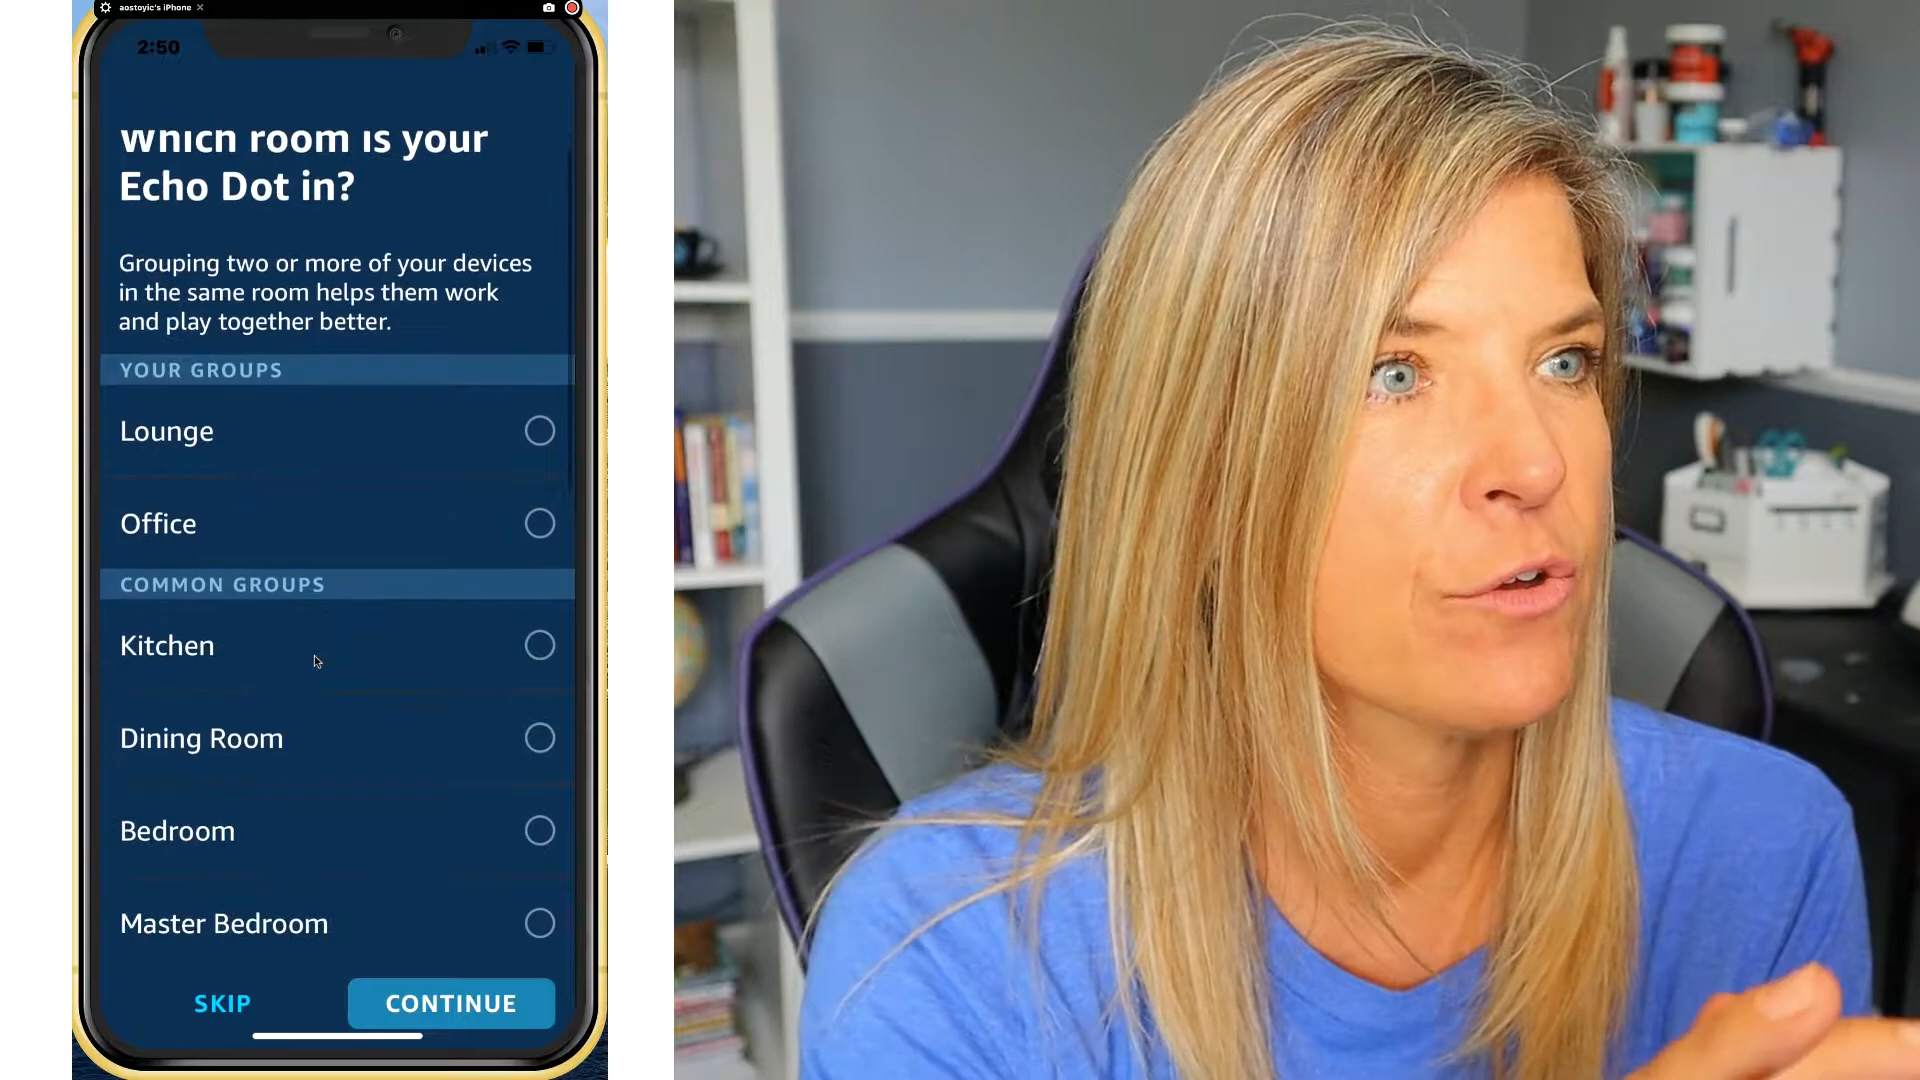 aostoyic's iPhone
2:50
Which room is your
Echo Dot in?
Grouping two or more of your devices
in the same room helps them work
and play together better.
YOUR GROUPS
Lounge
Office
COMMON GROUPS
Kitchen
Dining Room
Bedroom
Master Bedroom
SKIP
CONTINUE